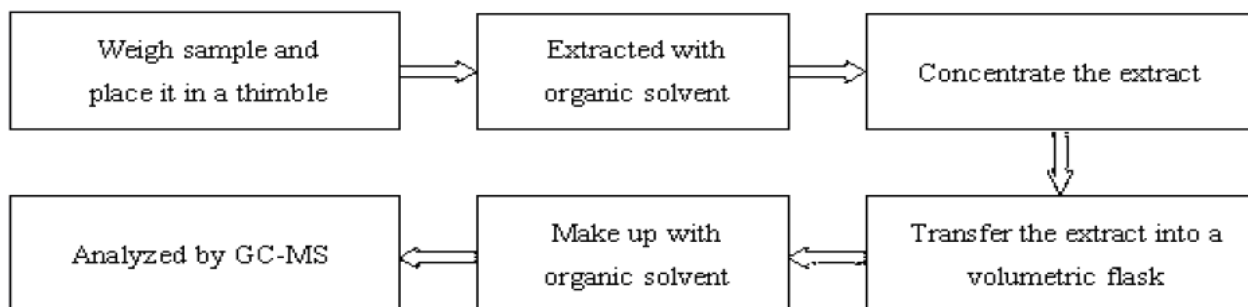 Weigh sample and
place it in a thimble
Extracted with
organic solvent
Concentrate the extract
Transfer the extract into a
volumetric flask
Make up with
organic solvent
Analyzed by GC-MS